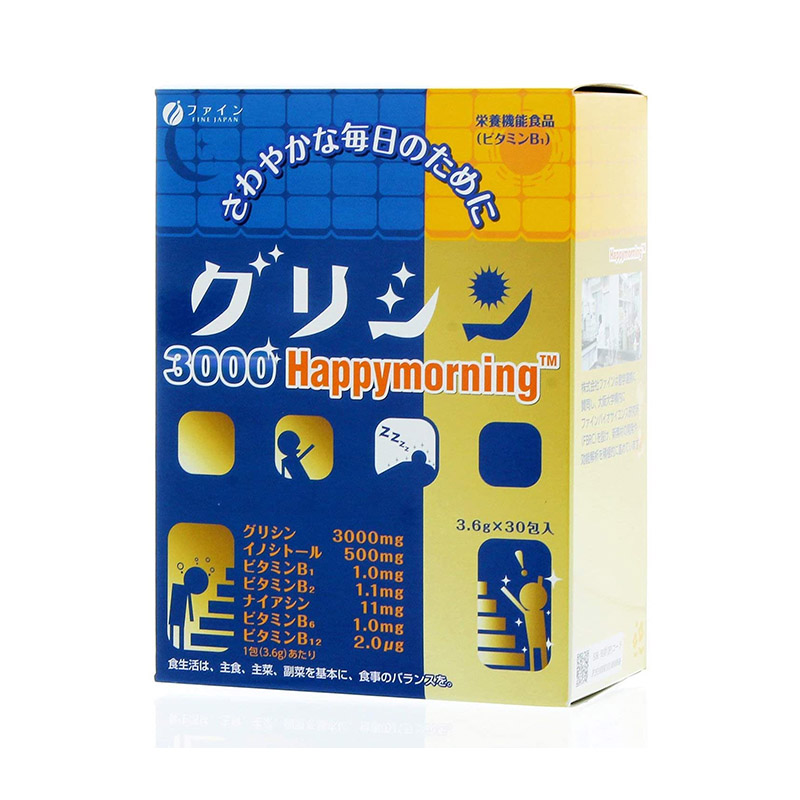 ファイン
FINE JAPAN
栄養機能食品
(ビタミンB₁)
さわやかな毎日のために
グリシン
3000 Happymorning™
zzzz
3.6g×30包入
グリシン 3000mg
イノシトール 500mg
ビタミンB₁ 1.0mg
ビタミンB₂ 1.1mg
ナイアシン 11mg
ビタミンB₆ 1.0mg
ビタミンB₁₂ 2.0μg
1包(3.6g)あたり
!
食生活は、主食、主菜、副菜を基本に、食事のバランスを。
Happymorning™